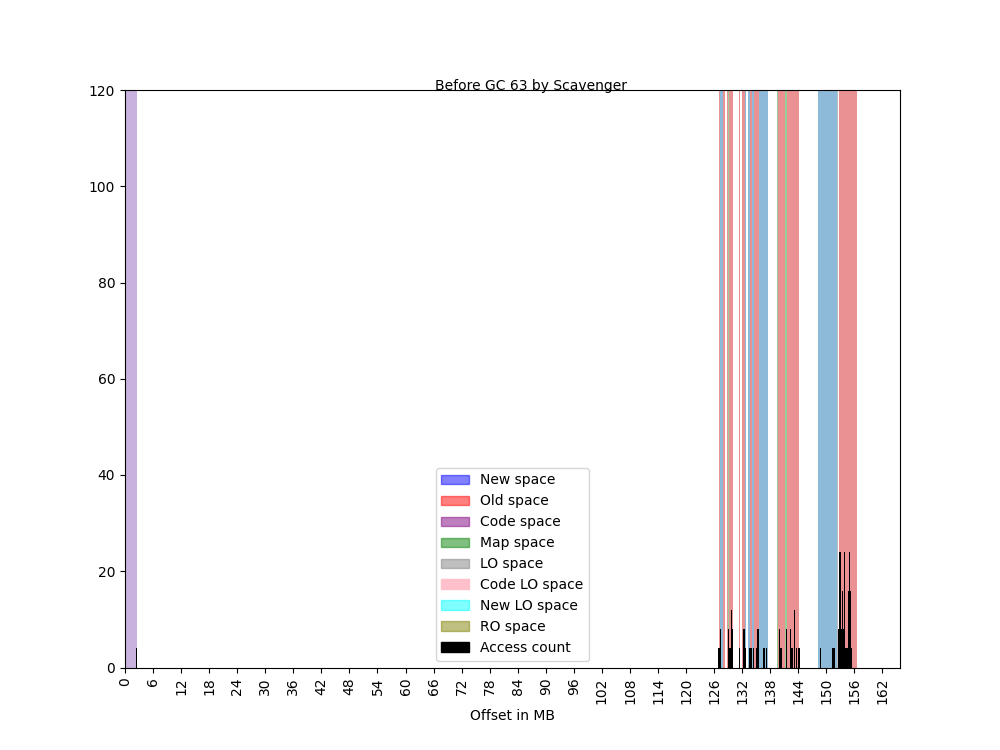 Before GC 63 by Scavenger
120
100
80
60
40
20
0
New space
Old space
Code space
Map space
LO space
Code LO space
New LO space
RO space
Access count
0 6 12 18 24 30 36 42 48 54 60 66 72 78 84 90 96 102 108 114 120 126 132 138 144 150 156 162
Offset in MB